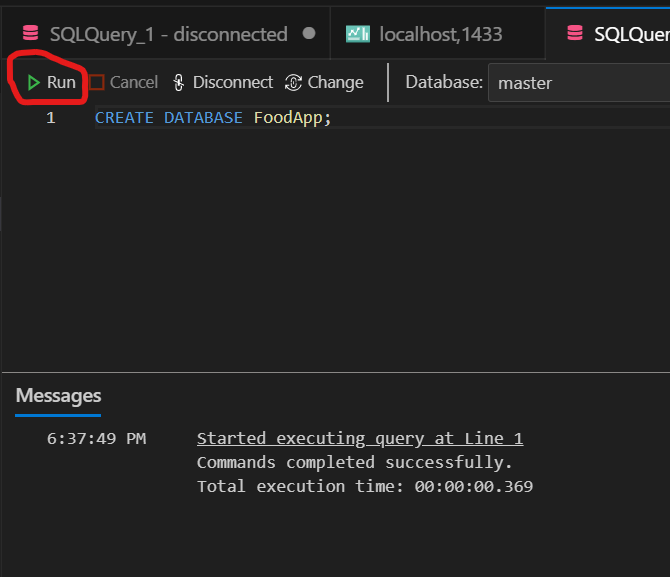 SQLQuery_1 - disconnected localhost,1433 SQLQuer
Run Cancel Disconnect Change Database: master
1 CREATE DATABASE FoodApp;
Messages
6:37:49 PM Started executing query at Line 1
Commands completed successfully.
Total execution time: 00:00:00.369